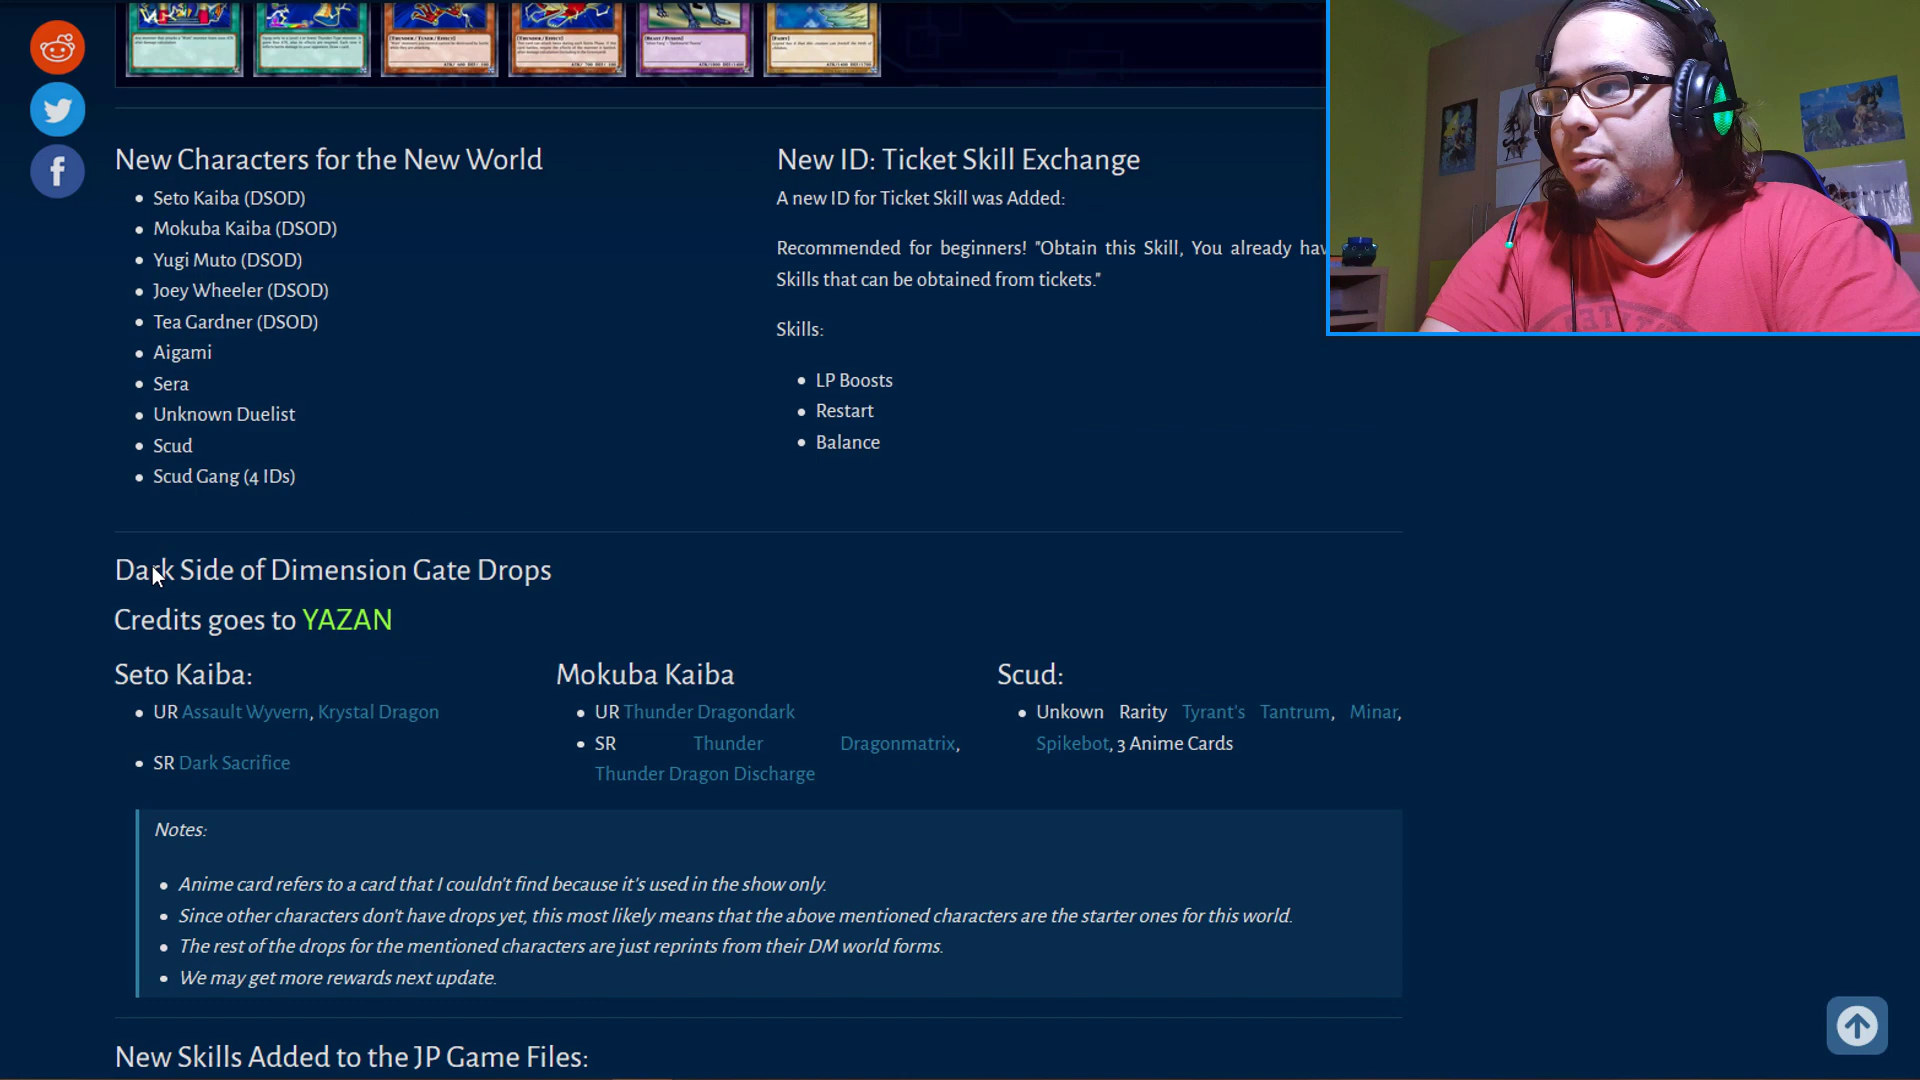 New Characters for the New World
Seto Kaiba (DSOD)
Mokuba Kaiba (DSOD)
Yugi Muto (DSOD)
Joey Wheeler (DSOD)
Tea Gardner (DSOD)
Aigami
Sera
Unknown Duelist
Scud
Scud Gang (4 IDs)
New ID: Ticket Skill Exchange
A new ID for Ticket Skill was Added:
Recommended for beginners! "Obtain this Skill, You already hav
Skills that can be obtained from tickets."
Skills:
LP Boosts
Restart
Balance
Dark Side of Dimension Gate Drops
Credits goes to YAZAN
Seto Kaiba:
UR Assault Wyvern, Krystal Dragon
SR Dark Sacrifice
Mokuba Kaiba
UR Thunder Dragondark
SR Thunder Dragonmatrix,
Thunder Dragon Discharge
Scud:
Unkown Rarity Tyrant's Tantrum, Minar,
Spikebot, 3 Anime Cards
Notes:
Anime card refers to a card that I couldn't find because it's used in the show only.
Since other characters don't have drops yet, this most likely means that the above mentioned characters are the starter ones for this world.
The rest of the drops for the mentioned characters are just reprints from their DM world forms.
We may get more rewards next update.
New Skills Added to the JP Game Files: